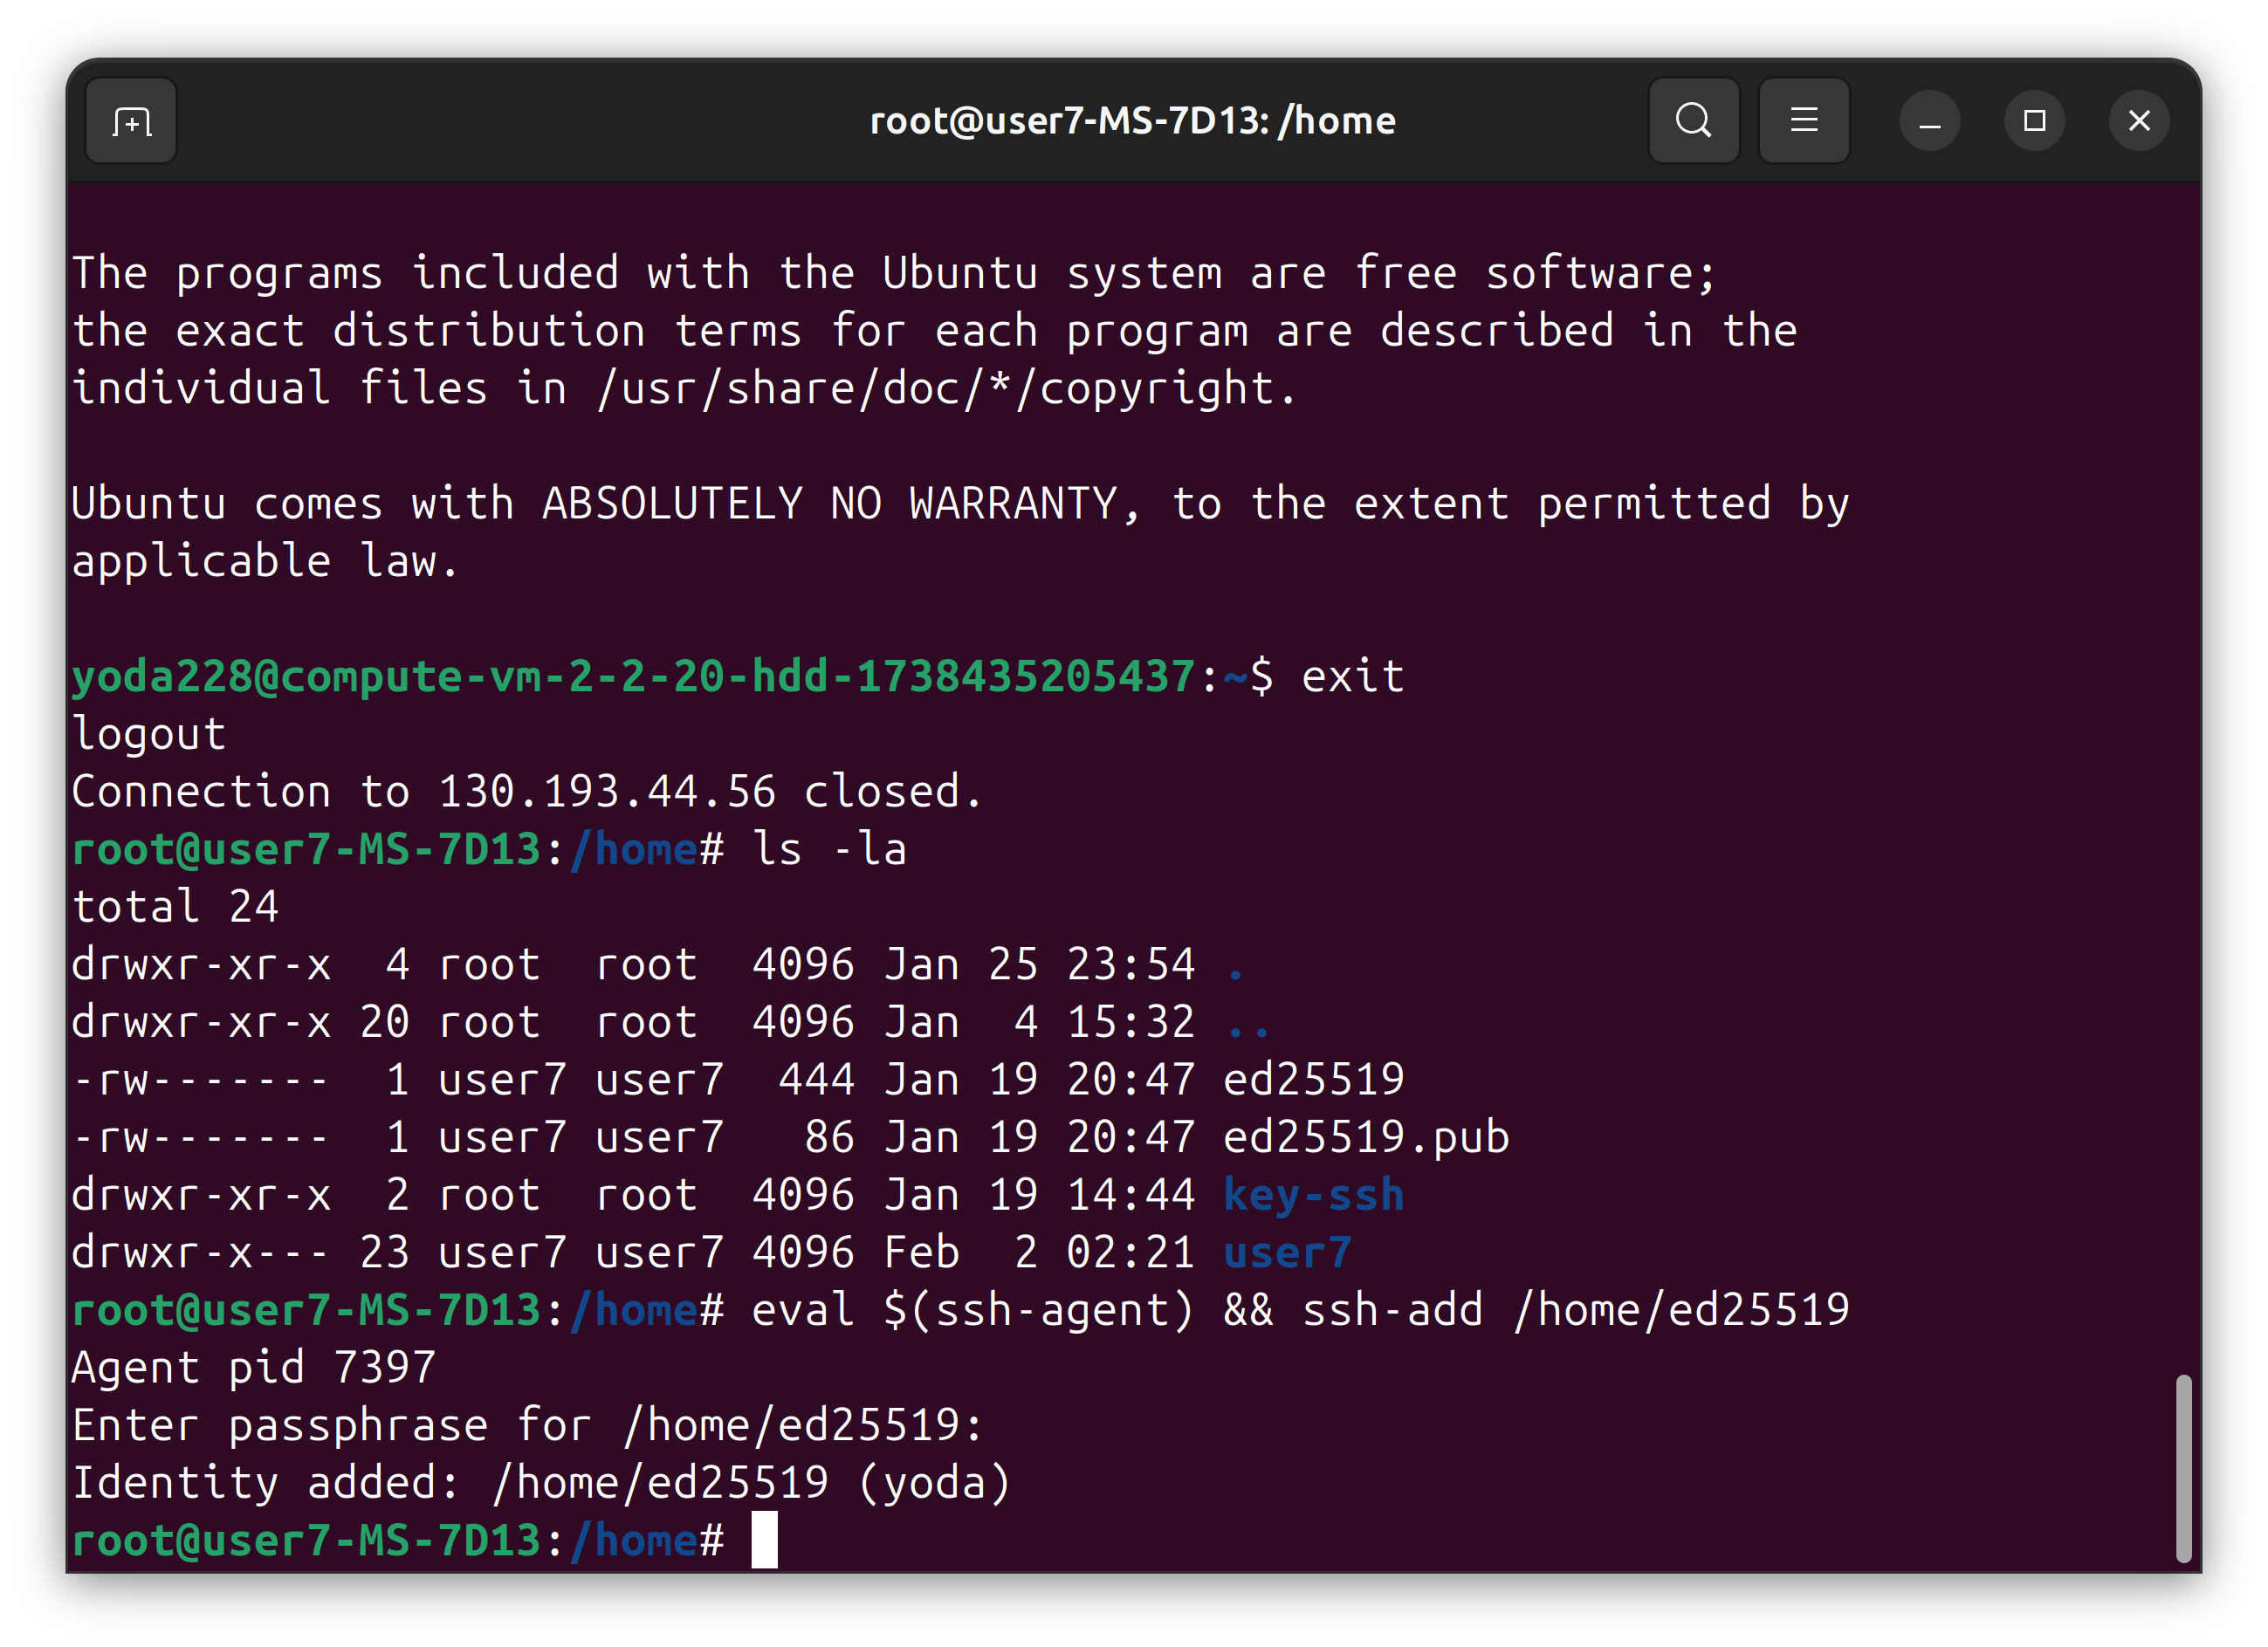 root@user7-MS-7D13: /home
The programs included with the Ubuntu system are free software;
the exact distribution terms for each program are described in the
individual files in /usr/share/doc/*/copyright.
Ubuntu comes with ABSOLUTELY NO WARRANTY, to the extent permitted by
applicable law.
yoda228@compute-vm-2-2-20-hdd-1738435205437:~$ exit
logout
Connection to 130.193.44.56 closed.
root@user7-MS-7D13:/home# ls -la
total 24
drwxr-xr-x  4 root  root  4096 Jan 25 23:54 .
drwxr-xr-x 20 root  root  4096 Jan  4 15:32 ..
-rw-------  1 user7 user7  444 Jan 19 20:47 ed25519
-rw-------  1 user7 user7   86 Jan 19 20:47 ed25519.pub
drwxr-xr-x  2 root  root  4096 Jan 19 14:44 key-ssh
drwxr-x--- 23 user7 user7 4096 Feb  2 02:21 user7
root@user7-MS-7D13:/home# eval $(ssh-agent) && ssh-add /home/ed25519
Agent pid 7397
Enter passphrase for /home/ed25519:
Identity added: /home/ed25519 (yoda)
root@user7-MS-7D13:/home#